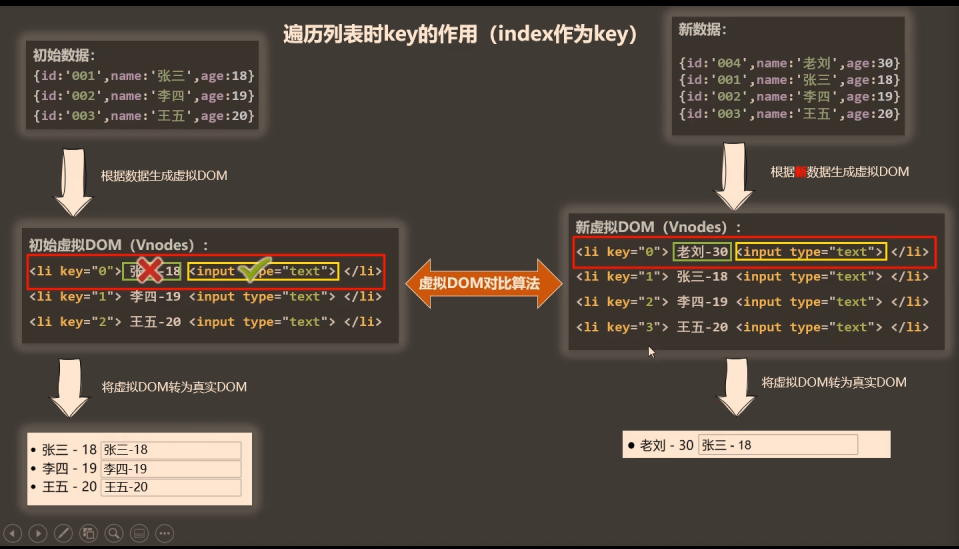 遍历列表时key的作用（index作为key）
初始数据：
{id:'001',name:'张三',age:18}
{id:'002',name:'李四',age:19}
{id:'003',name:'王五',age:20}
根据数据生成虚拟DOM
初始虚拟DOM（Vnodes）：
<li key="0"> 张三-18 <input type="text"> </li>
<li key="1"> 李四-19 <input type="text"> </li>
<li key="2"> 王五-20 <input type="text"> </li>
将虚拟DOM转为真实DOM
张三 - 18 张三-18
李四 - 19 李四-19
王五 - 20 王五-20
虚拟DOM对比算法
新数据：
{id:'004',name:'老刘',age:30}
{id:'001',name:'张三',age:18}
{id:'002',name:'李四',age:19}
{id:'003',name:'王五',age:20}
根据新数据生成虚拟DOM
新虚拟DOM（Vnodes）：
<li key="0"> 老刘-30 <input type="text"> </li>
<li key="1"> 张三-18 <input type="text"> </li>
<li key="2"> 李四-19 <input type="text"> </li>
<li key="3"> 王五-20 <input type="text"> </li>
将虚拟DOM转为真实DOM
老刘 - 30 张三 - 18